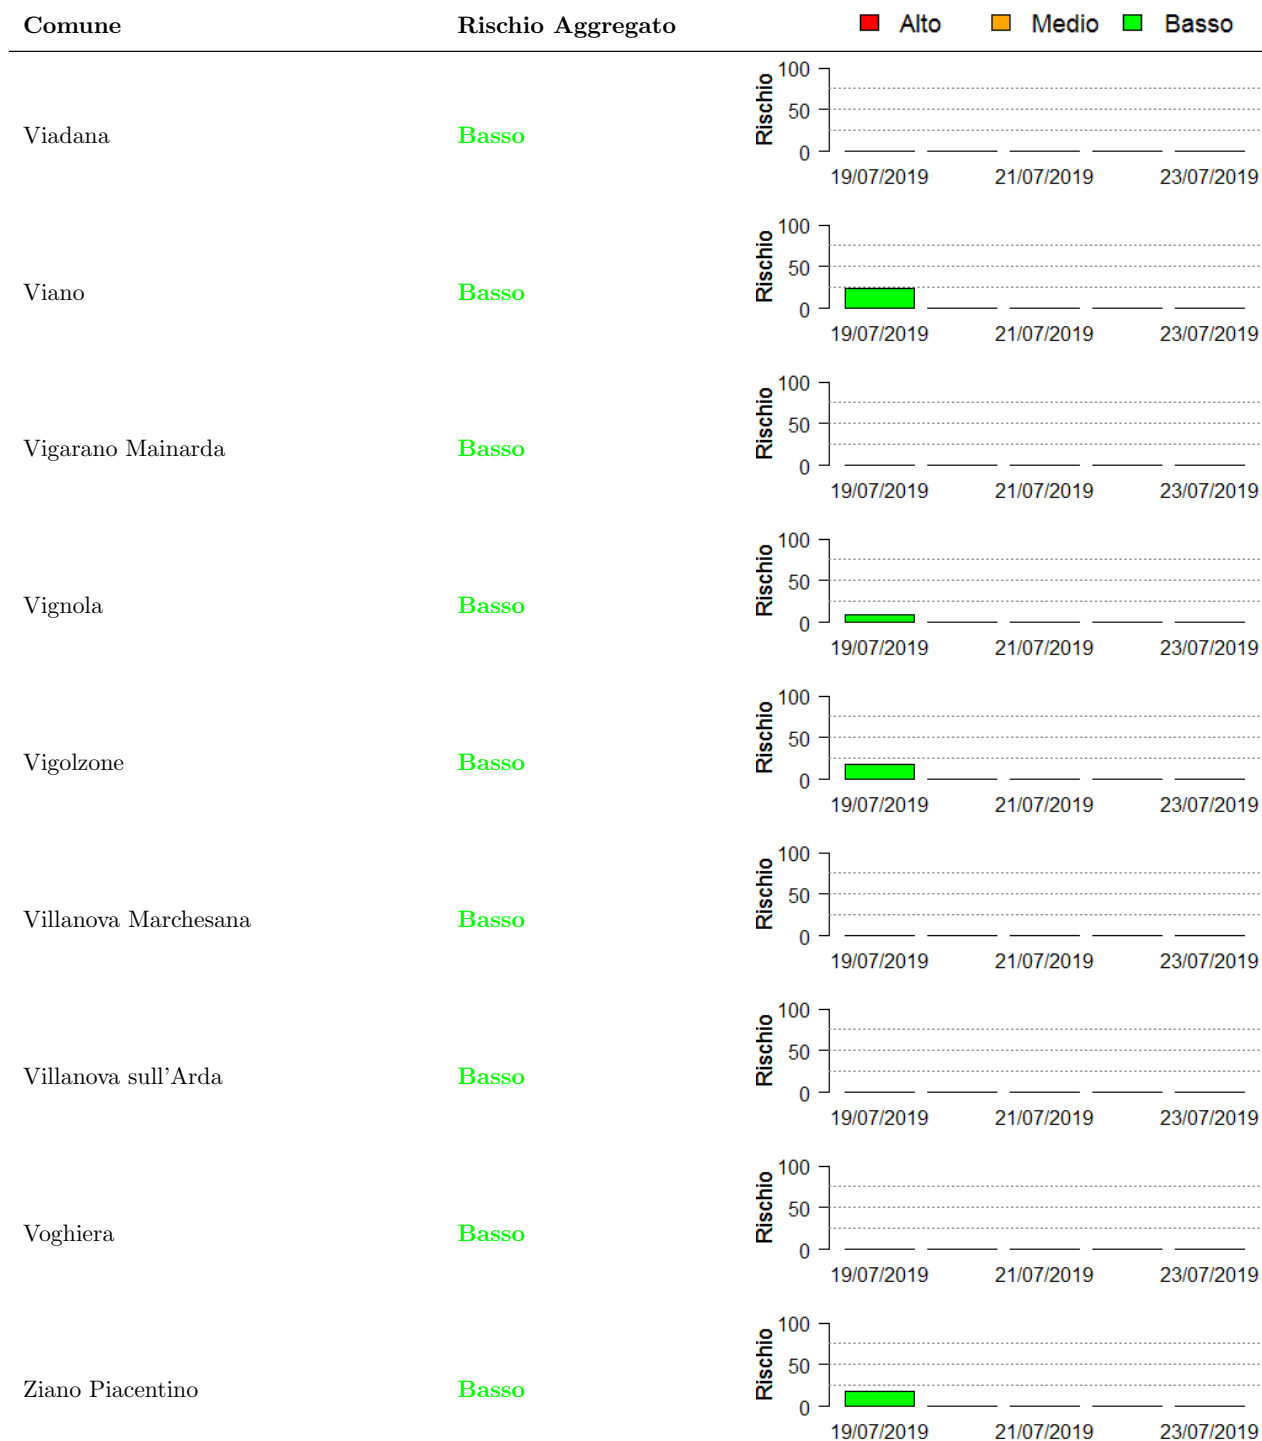 Comune Rischio Aggregato Alto Medio Basso
Viadana Basso Rischio 100 50 0
19/07/2019 21/07/2019 23/07/2019
Viano Basso Rischio 100 50 0
19/07/2019 21/07/2019 23/07/2019
Vigarano Mainarda Basso Rischio 100 50 0
19/07/2019 21/07/2019 23/07/2019
Vignola Basso Rischio 100 50 0
19/07/2019 21/07/2019 23/07/2019
Vigolzone Basso Rischio 100 50 0
19/07/2019 21/07/2019 23/07/2019
Villanova Marchesana Basso Rischio 100 50 0
19/07/2019 21/07/2019 23/07/2019
Villanova sull'Arda Basso Rischio 100 50 0
19/07/2019 21/07/2019 23/07/2019
Voghiera Basso Rischio 100 50 0
19/07/2019 21/07/2019 23/07/2019
Ziano Piacentino Basso Rischio 100 50 0
19/07/2019 21/07/2019 23/07/2019